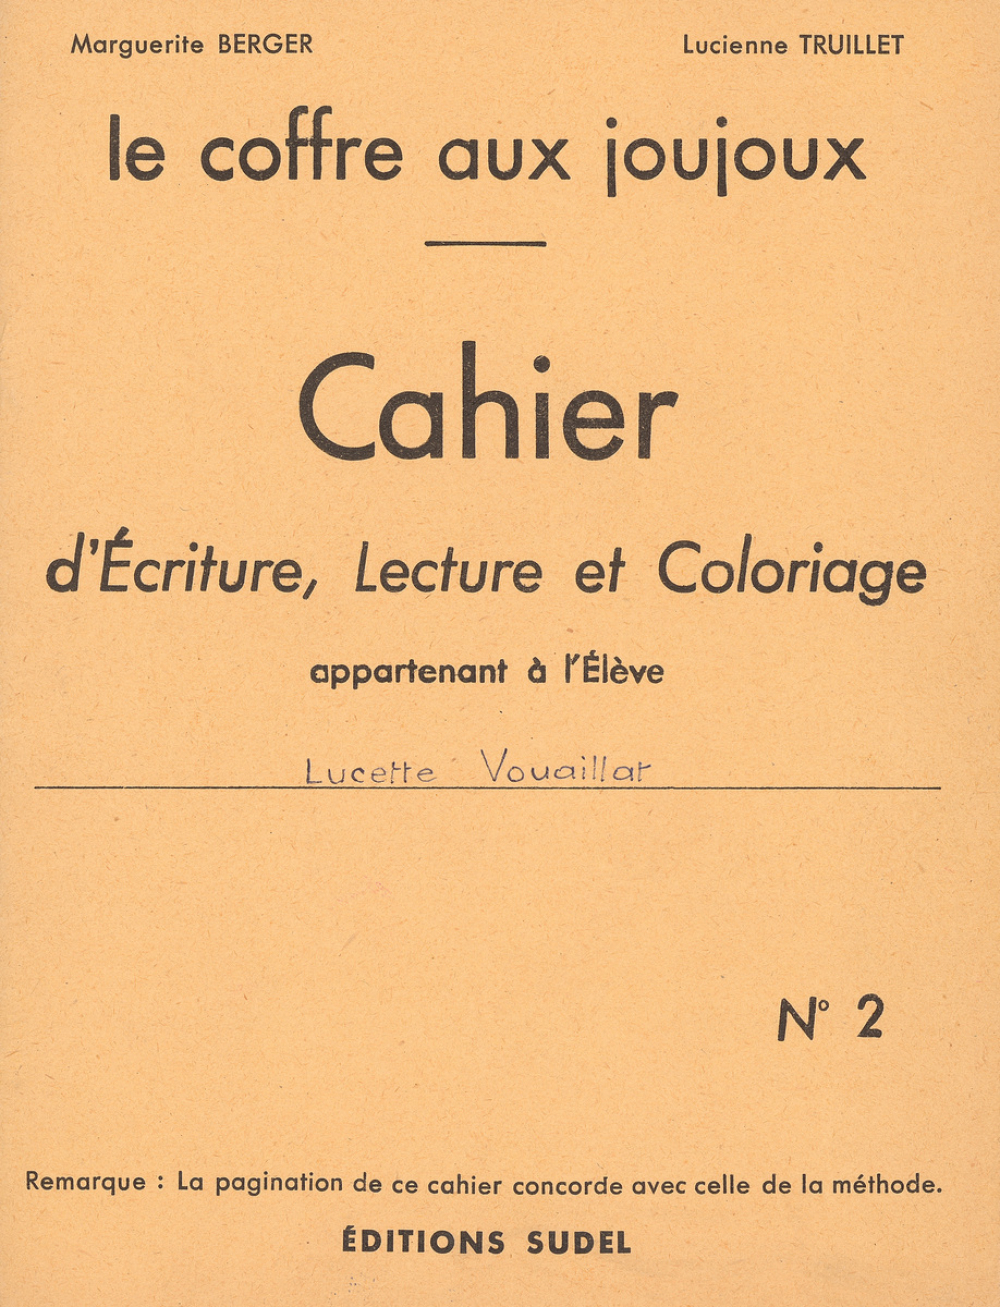 Marguerite BERGER Lucienne TRUILLET
le coffre aux joujoux
Cahier
d'Écriture, Lecture et Coloriage
appartenant à l'Élève
Lucette Vouaillat
N° 2
Remarque : La pagination de ce cahier concorde avec celle de la méthode.
ÉDITIONS SUDEL